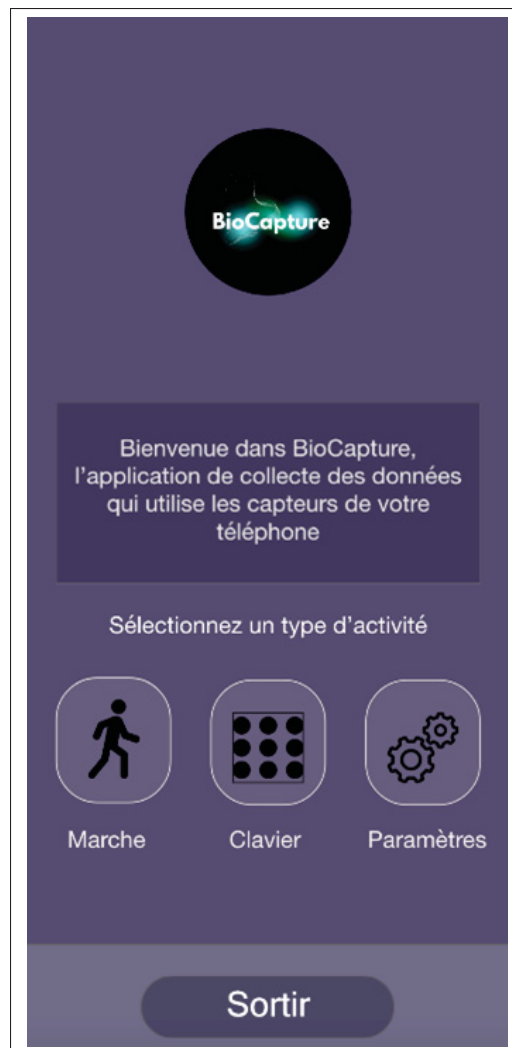 BioCapture
Bienvenue dans BioCapture,
l'application de collecte des données
qui utilise les capteurs de votre
téléphone
Sélectionnez un type d'activité
Marche Clavier Paramètres
Sortir